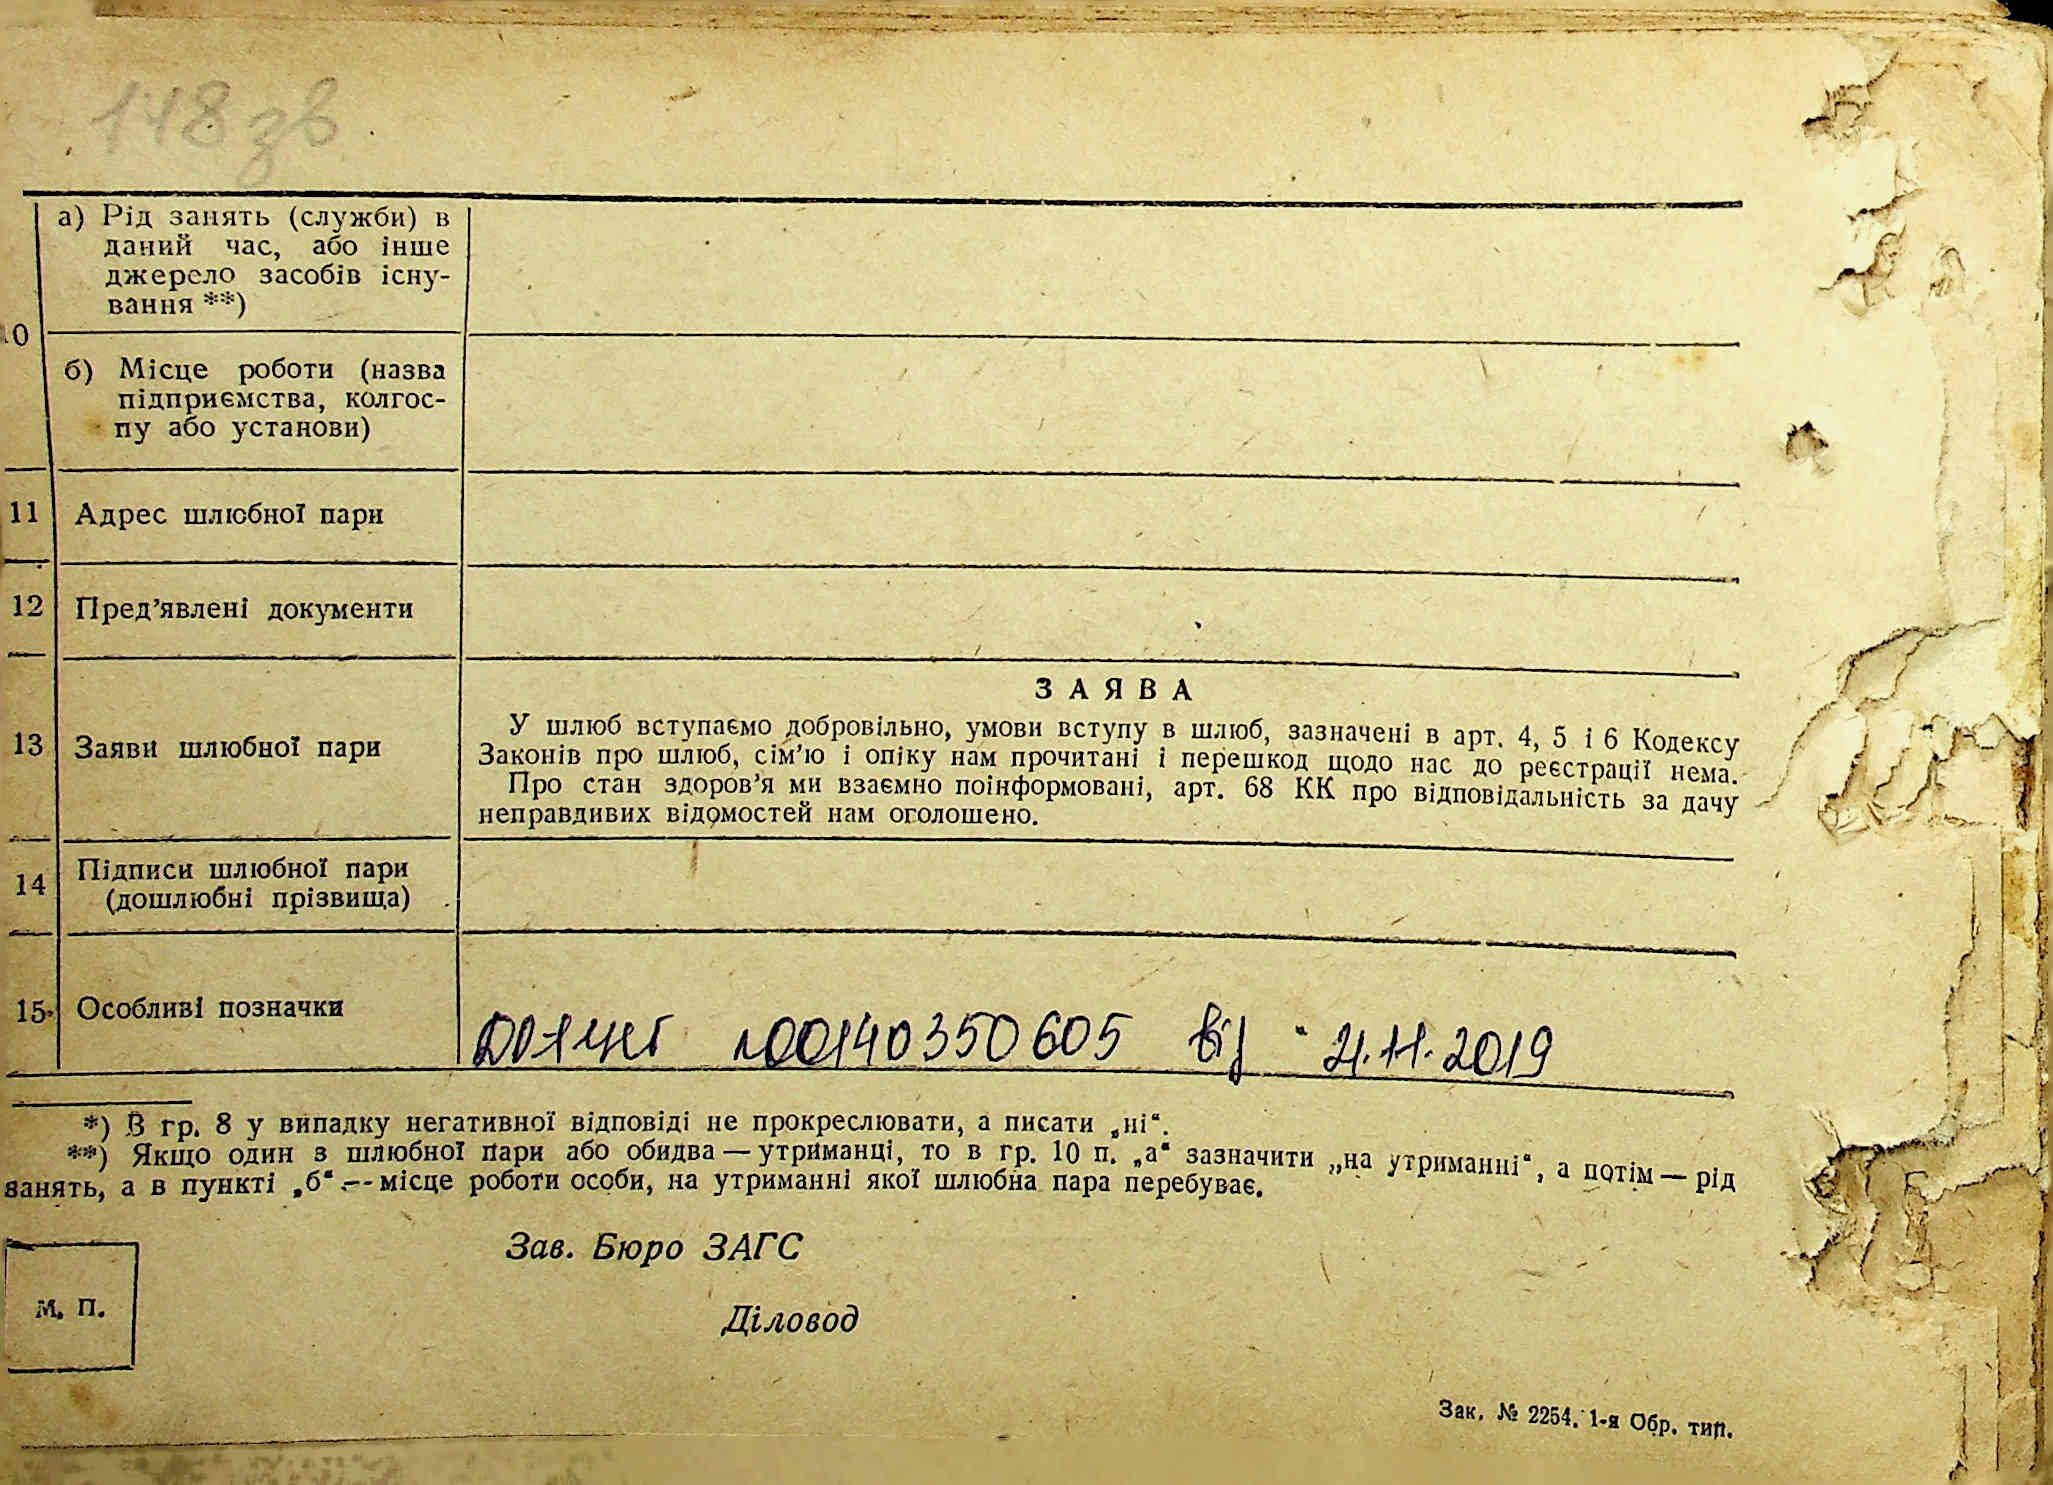 148 зв
а) Рід занять (служби) в
даний час, або інше
джерело засобів існу-
вання **)
10
б) Місце роботи (назва
підприємства, колгос-
пу або установи)
11 Адрес шлюбної пари
12 Пред’явлені документи
ЗАЯВА
13 Заяви шлюбної пари
У шлюб вступаємо добровільно, умови вступу в шлюб, зазначені в арт. 4, 5 і 6 Кодексу
Законів про шлюб, сім’ю і опіку нам прочитані і перешкод щодо нас до реєстрації нема.
Про стан здоров’я ми взаємно поінформовані, арт. 68 КК про відповідальність за дачу
неправдивих відомостей нам оголошено.
14 Підписи шлюбної пари
(дошлюбні прізвища)
15 Особливі позначки
00140350605 від 21.11.2019
*) В гр. 8 у випадку негативної відповіді не прокреслювати, а писати „ні“.
**) Якщо один з шлюбної пари або обидва — утриманці, то в гр. 10 п. „а“ зазначити „на утриманні“, а потім — рід
занять, а в пункті „б“ — місце роботи особи, на утриманні якої шлюбна пара перебуває.
Зав. Бюро ЗАГС
М. П.
Діловод
Зак. № 2254. 1-я Обр. тип.